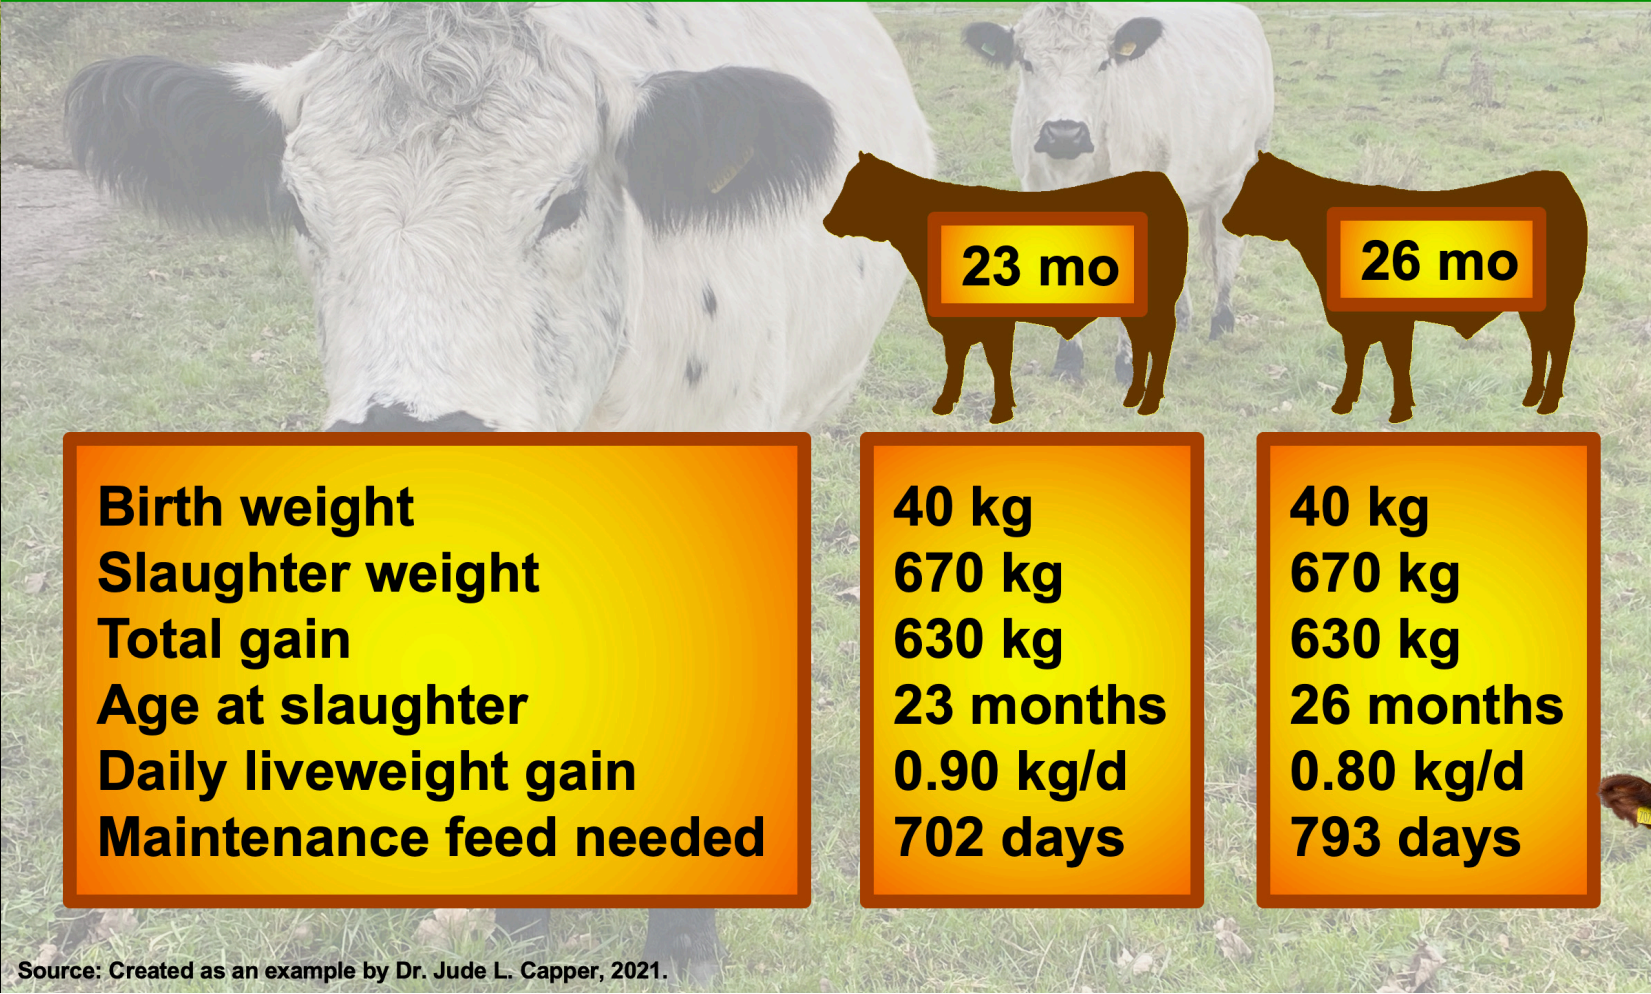 23 mo
26 mo
Birth weight 40 kg 40 kg
Slaughter weight 670 kg 670 kg
Total gain 630 kg 630 kg
Age at slaughter 23 months 26 months
Daily liveweight gain 0.90 kg/d 0.80 kg/d
Maintenance feed needed 702 days 793 days
Source: Created as an example by Dr. Jude L. Capper, 2021.